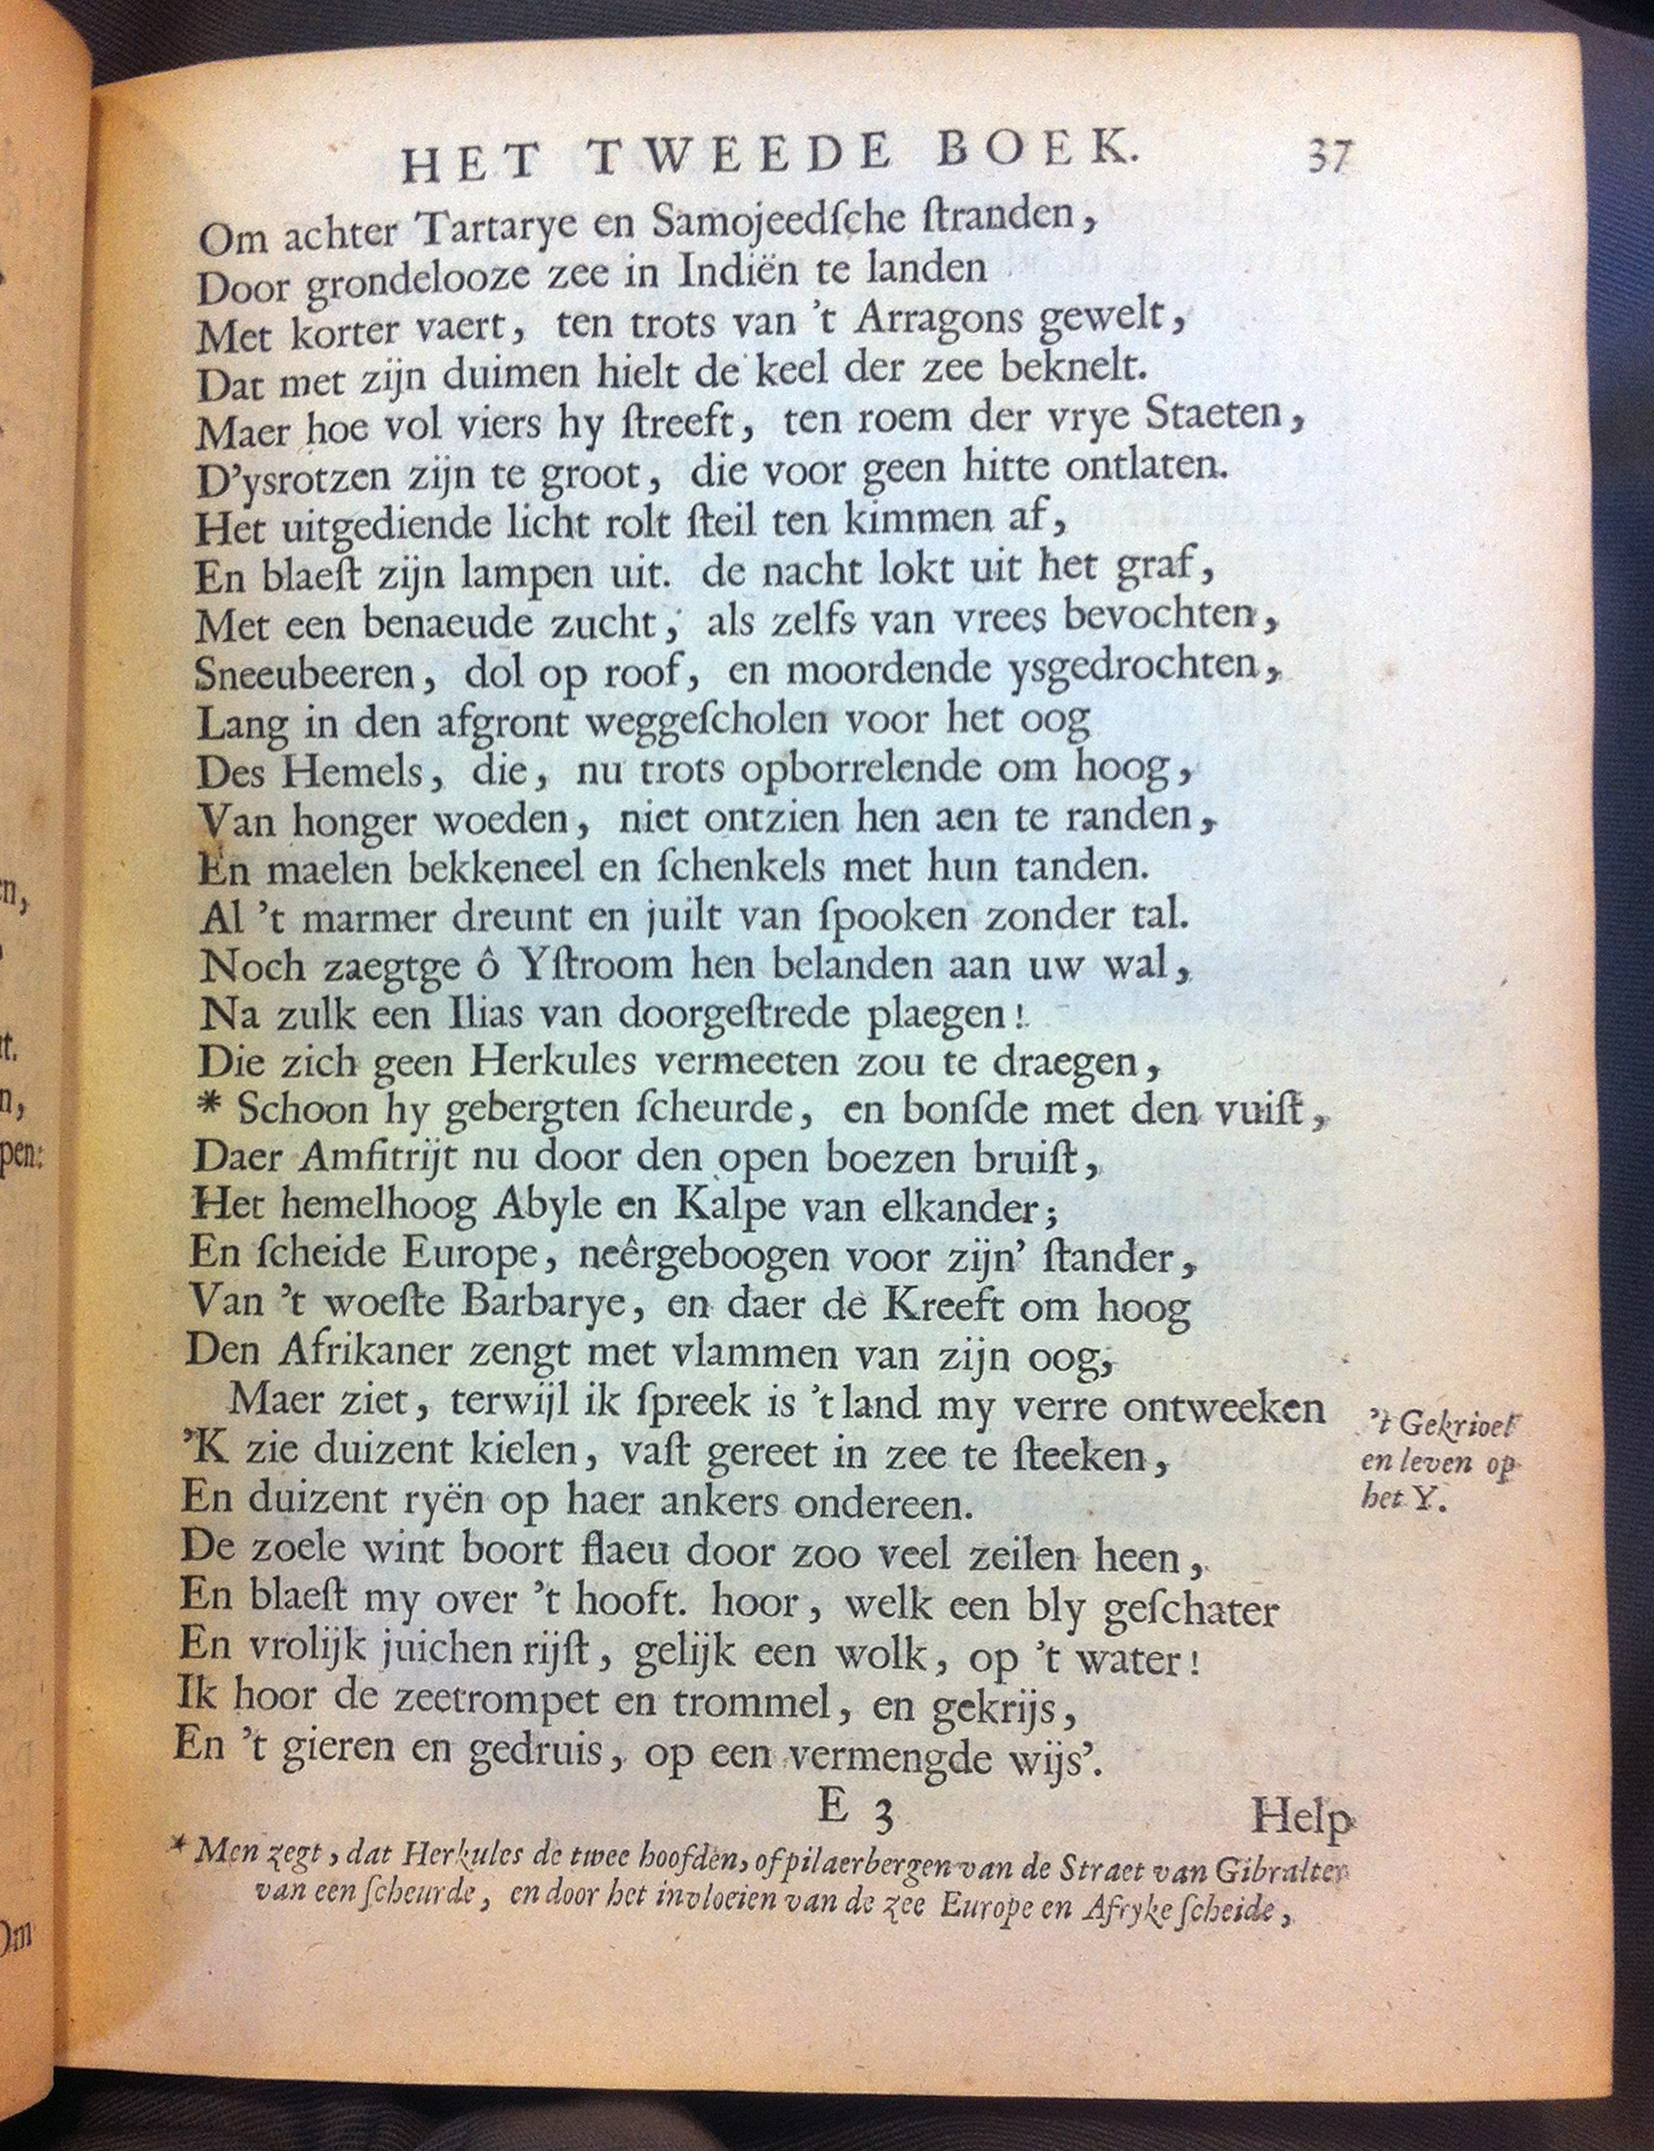 HET TWEEDE BOEK. 37
Om achter Tartarye en Samojeedſche ſtranden,
Door grondelooze zee in Indiën te landen
Met korter vaert, ten trots van 't Arragons gewelt,
Dat met zijn duimen hielt de keel der zee beknelt.
Maer hoe vol viers hy ſtreeft, ten roem der vrye Staeten,
D'ysrotzen zijn te groot, die voor geen hitte ontlaten.
Het uitgediende licht rolt ſteil ten kimmen af,
En blaeſt zijn lampen uit. de nacht lokt uit het graf,
Met een benaeude zucht, als zelfs van vrees bevochten,
Sneeubeeren, dol op roof, en moordende ysgedrochten,
Lang in den afgront weggeſcholen voor het oog
Des Hemels, die, nu trots opborrelende om hoog,
Van honger woeden, niet ontzien hen aen te randen,
En maelen bekkeneel en ſchenkels met hun tanden.
Al 't marmer dreunt en juilt van ſpooken zonder tal.
Noch zaegtge ô Yſtroom hen belanden aan uw wal,
Na zulk een Ilias van doorgeſtrede plaegen!
Die zich geen Herkules vermeeten zou te draegen,
* Schoon hy gebergten ſcheurde, en bonſde met den vuiſt,
Daer Amfitrijt nu door den open boezen bruiſt,
Het hemelhoog Abyle en Kalpe van elkander;
En ſcheide Europe, neêrgeboogen voor zijn' ſtander,
Van 't woeſte Barbarye, en daer de Kreeft om hoog
Den Afrikaner zengt met vlammen van zijn oog,
Maer ziet, terwijl ik ſpreek is 't land my verre ontweeken
'K zie duizent kielen, vaſt gereet in zee te ſteeken,
En duizent ryën op haer ankers ondereen.
De zoele wint boort flaeu door zoo veel zeilen heen,
En blaeſt my over 't hooft. hoor, welk een bly geſchater
En vrolijk juichen rijſt, gelijk een wolk, op 't water!
Ik hoor de zeetrompet en trommel, en gekrijs,
En 't gieren en gedruis, op een vermengde wijs'.
't Gekrioel
en leven op
het Y.
E 3 Help
* Men zegt, dat Herkules de twee hoofden, of pilaerbergen van de Straet van Gibralter
van een ſcheurde, en door het invloeien van de zee Europe en Afryke ſcheide,
n,
t.
n,
pen:
Om